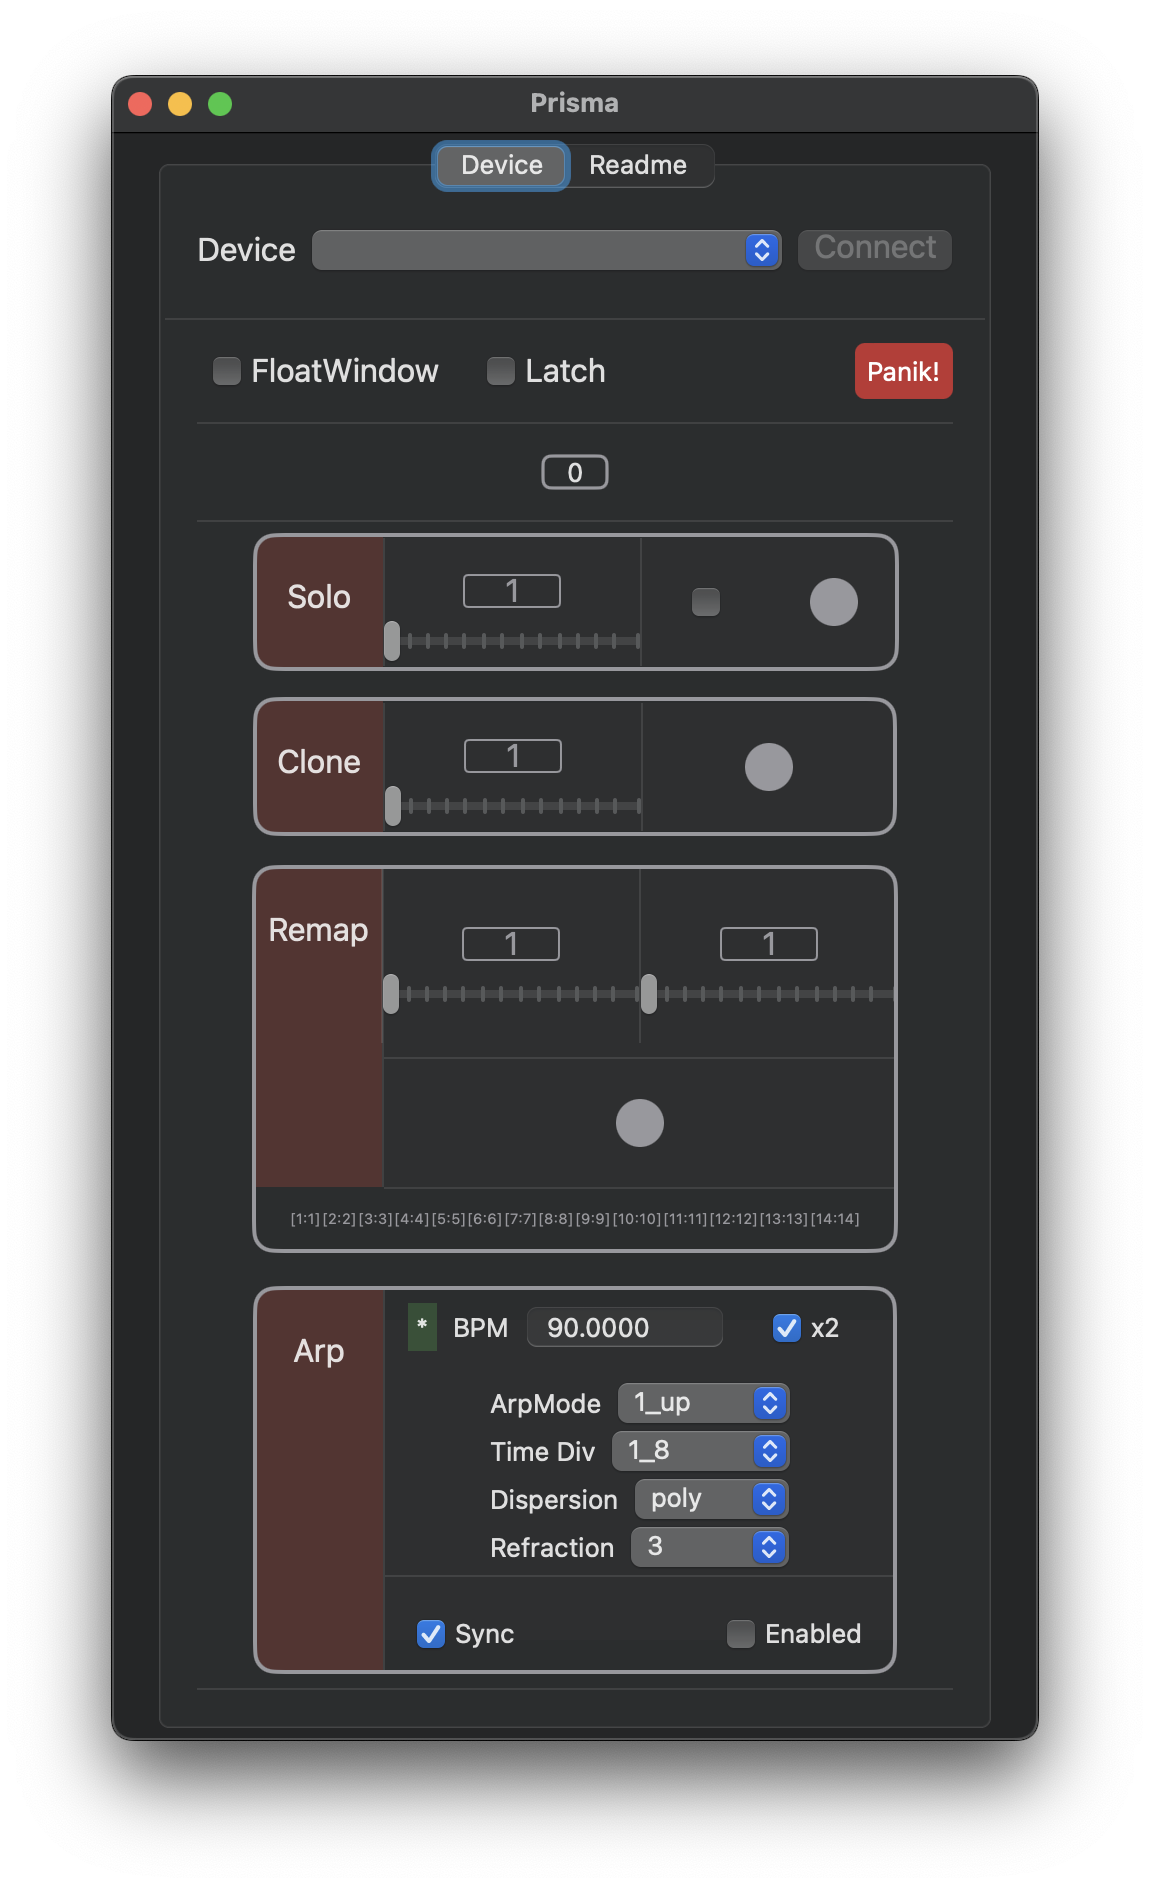 Prisma
Device Readme
Device Connect
FloatWindow Latch Panik!
0
Solo 1
Clone 1
Remap 1 1
[1:1][2:2][3:3][4:4][5:5][6:6][7:7][8:8][9:9][10:10][11:11][12:12][13:13][14:14]
Arp * BPM 90.0000 x2
ArpMode 1_up
Time Div 1_8
Dispersion poly
Refraction 3
Sync Enabled